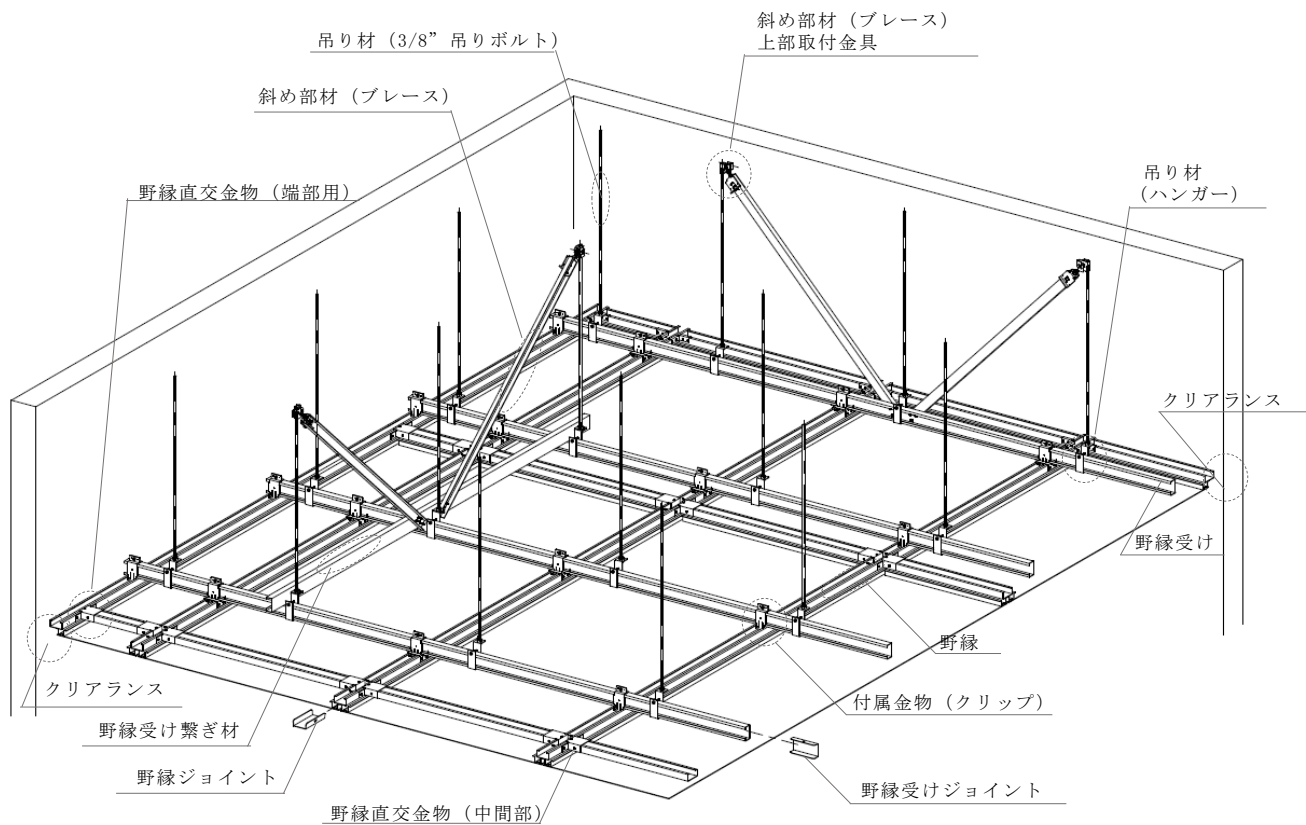 斜め部材（ブレース）
上部取付金具
吊り材（3/8”吊りボルト）
斜め部材（ブレース）
吊り材
（ハンガー）
野縁直交金物（端部用）
クリアランス
野縁受け
野縁
クリアランス
付属金物（クリップ）
野縁受け繋ぎ材
野縁ジョイント
野縁受けジョイント
野縁直交金物（中間部）